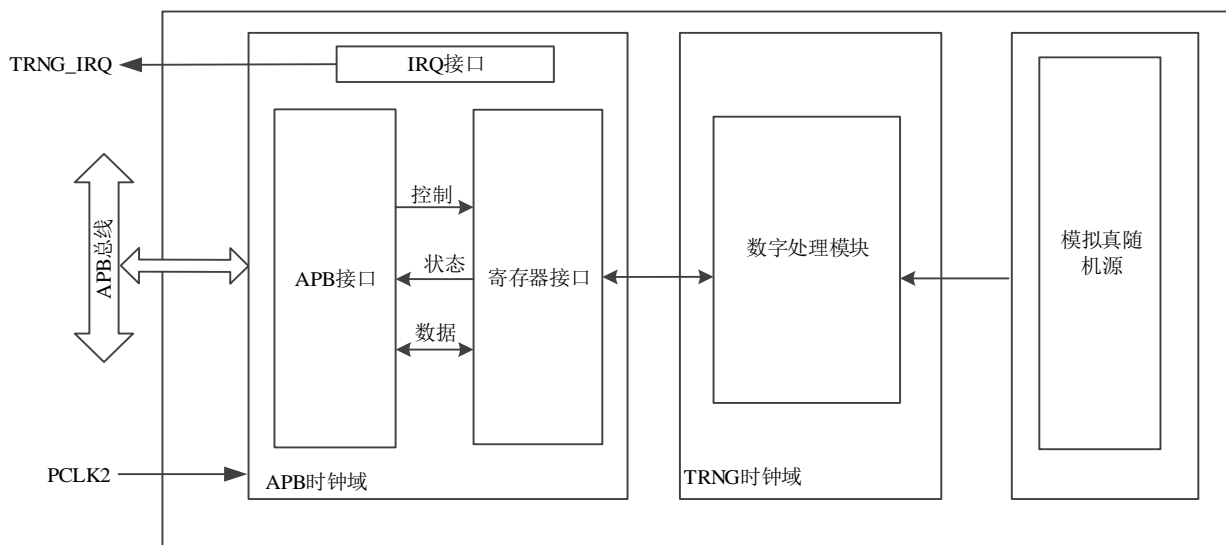 TRNG_IRQ
IRQ接口
控制
APB总线
APB接口
状态
寄存器接口
数据
数字处理模块
模拟真随
机源
PCLK2
APB时钟域
TRNG时钟域